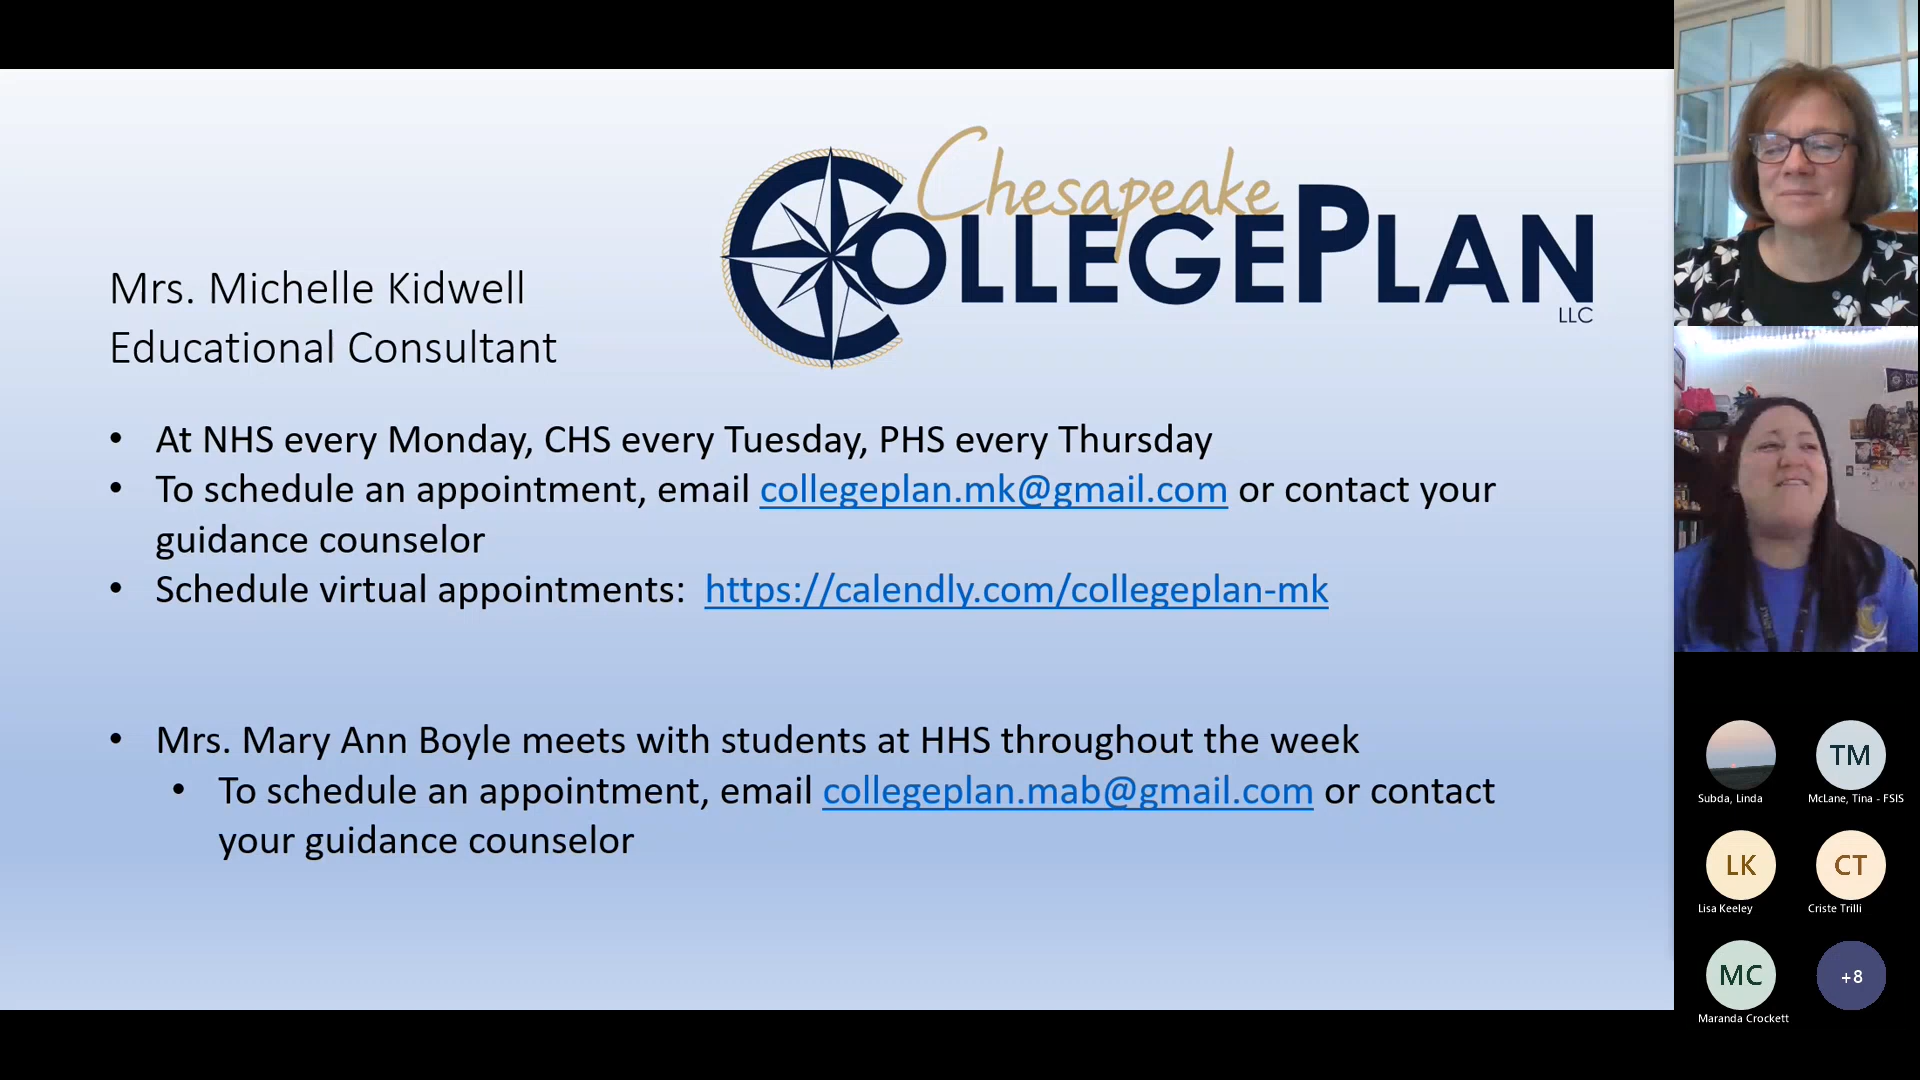 Chesapeake
COLLEGEPLAN
LLC
Mrs. Michelle Kidwell
Educational Consultant
• At NHS every Monday, CHS every Tuesday, PHS every Thursday
• To schedule an appointment, email collegeplan.mk@gmail.com or contact your
guidance counselor
• Schedule virtual appointments: https://calendly.com/collegeplan-mk
• Mrs. Mary Ann Boyle meets with students at HHS throughout the week
• To schedule an appointment, email collegeplan.mab@gmail.com or contact
your guidance counselor
Subda, Linda
TM
McLane, Tina - FSIS
LK
Lisa Keeley
CT
Criste Trilli
MC
Maranda Crockett
+8